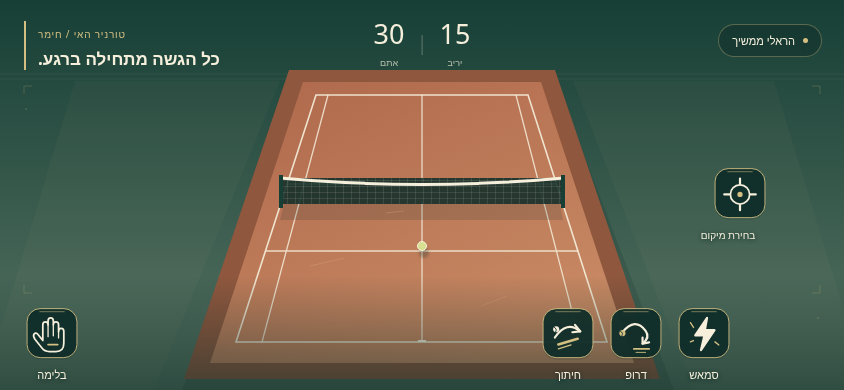 הראלי ממשיך
30 | 15
אתם
יריב
טורניר האי / חימר
כל הגשה מתחילה ברגע.
בחירת מיקום
בלימה
חיתוך
דרופ
סמאש